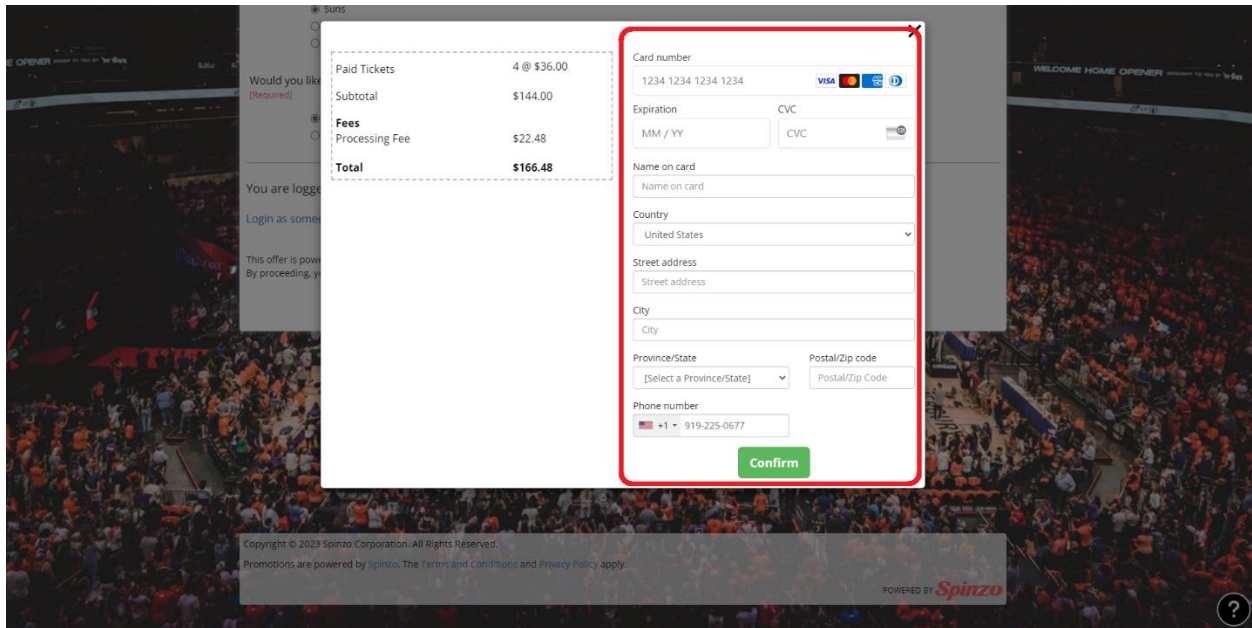 Suns
E OPENER
WELCOME HOME OPENER
Would you like
[Required]
You are logge
Login as someo
This offer is powe
By proceeding, yo
Paid Tickets 4 @ $36.00
Subtotal $144.00
Fees
Processing Fee $22.48
Total $166.48
Card number
1234 1234 1234 1234 VISA
Expiration CVC
MM / YY CVC
Name on card
Name on card
Country
United States
Street address
Street address
City
City
Province/State Postal/Zip code
[Select a Province/State] Postal/Zip Code
Phone number
+1 919-225-0677
Confirm
Copyright © 2023 Spinzo Corporation. All Rights Reserved.
Promotions are powered by Spinzo. The Terms and Conditions and Privacy Policy apply.
POWERED BY Spinzo
?